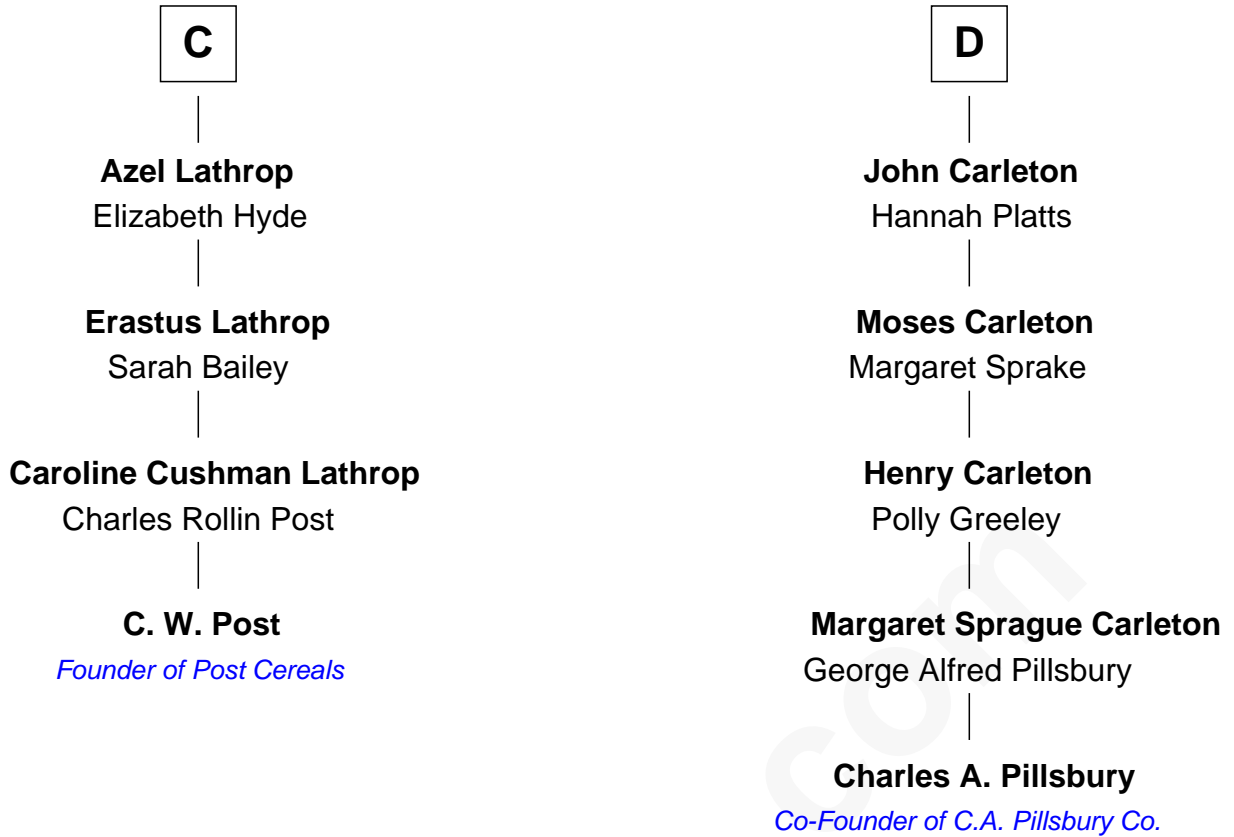 C
Azel Lathrop
Elizabeth Hyde
Erastus Lathrop
Sarah Bailey
Caroline Cushman Lathrop
Charles Rollin Post
C. W. Post
Founder of Post Cereals
D
John Carleton
Hannah Platts
Moses Carleton
Margaret Sprake
Henry Carleton
Polly Greeley
Margaret Sprague Carleton
George Alfred Pillsbury
Charles A. Pillsbury
Co-Founder of C.A. Pillsbury Co.
com